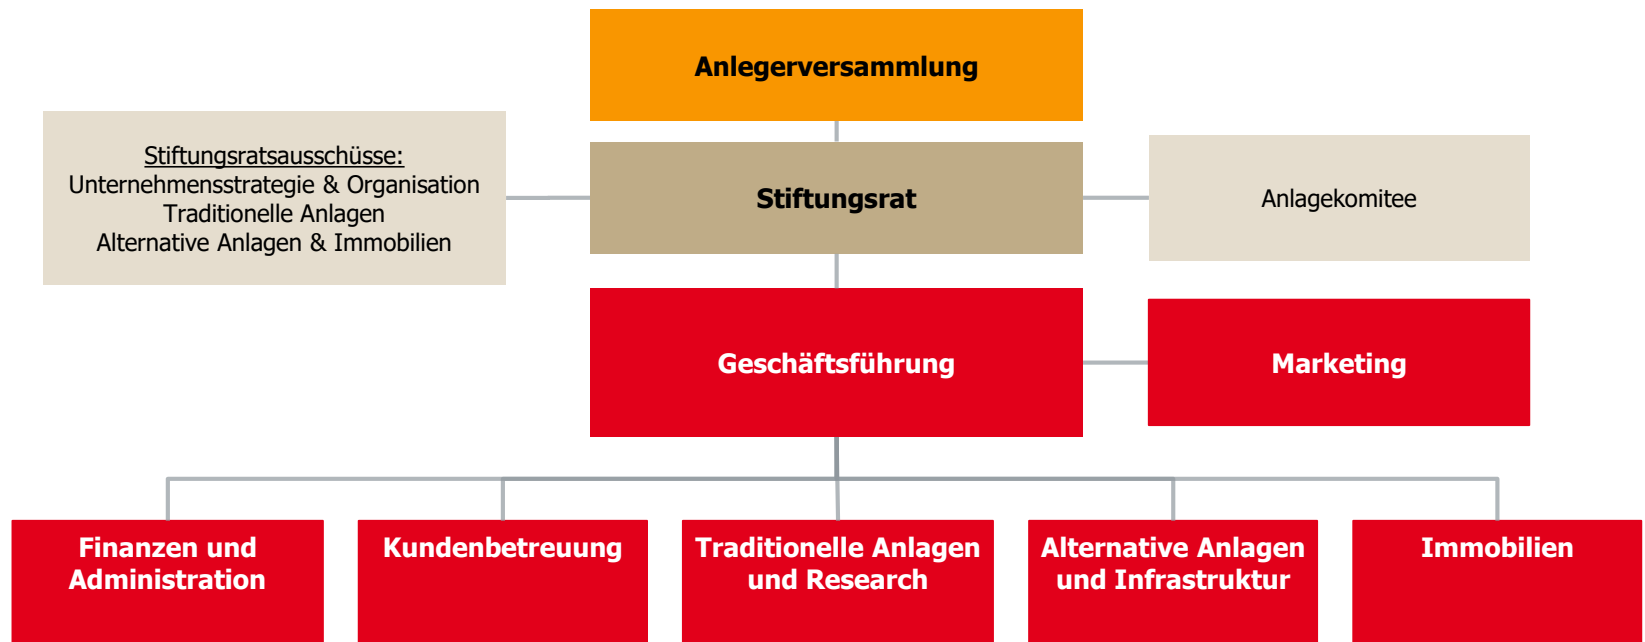 Anlegerversammlung
Stiftungsratsausschüsse:
Unternehmensstrategie & Organisation
Traditionelle Anlagen
Alternative Anlagen & Immobilien
Stiftungsrat
Anlagekomitee
Geschäftsführung
Marketing
Finanzen und
Administration
Kundenbetreuung
Traditionelle Anlagen
und Research
Alternative Anlagen
und Infrastruktur
Immobilien